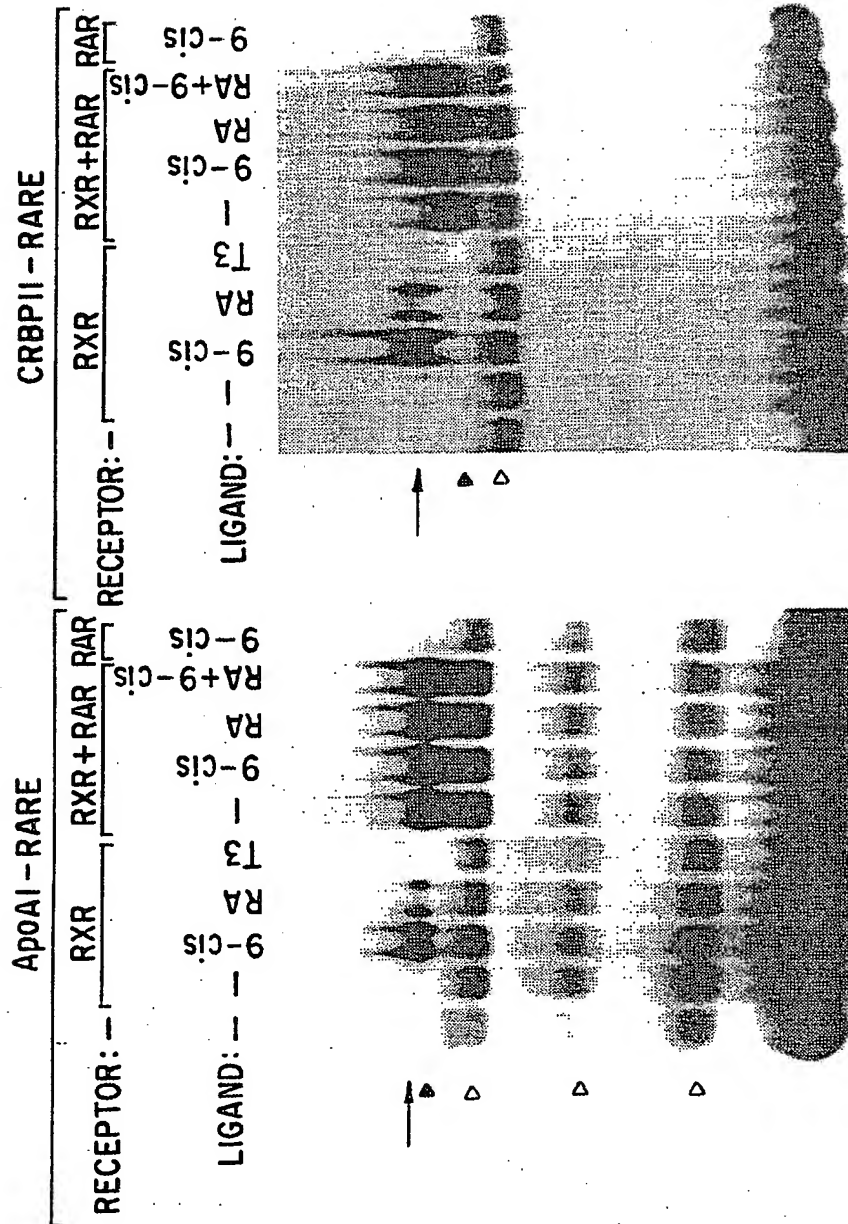 ApoAI-RARE
RECEPTOR: – RXR RXR+RAR RAR
LIGAND: – – 9-cis RA T3 – 9-cis RA RA+9-cis 9-cis
CRBPII-RARE
RECEPTOR: – RXR RXR+RAR RAR
LIGAND: – – 9-cis RA T3 – 9-cis RA RA+9-cis 9-cis